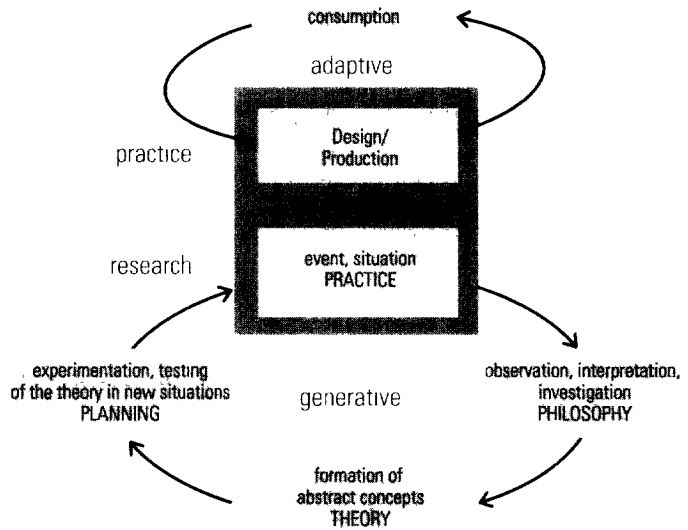 consumption
adaptive
Design/
Production
practice
research
event, situation
PRACTICE
experimentation, testing
of the theory in new situations
PLANNING
generative
observation, interpretation,
investigation
PHILOSOPHY
formation of
abstract concepts
THEORY